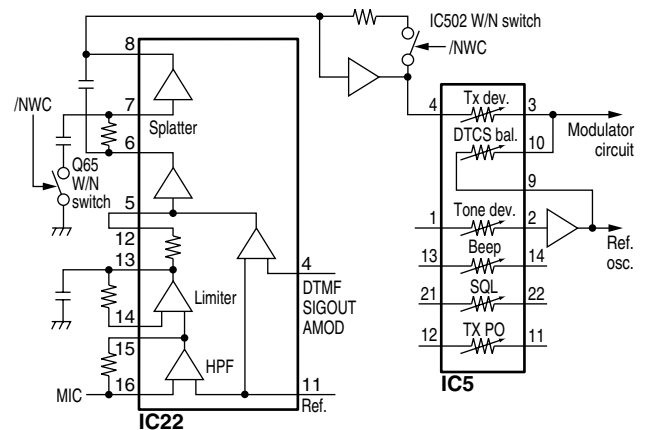 IC502 W/N switch
/NWC
8
/NWC
7
Splatter
6
Q65
W/N
switch
5
12
13
Limiter
14
15
HPF
MIC
16
4
DTMF
SIGOUT
AMOD
11
Ref.
IC22
4
Tx dev.
3
DTCS bal.
10
Modulator
circuit
9
1
Tone dev.
2
Ref.
osc.
13
Beep
14
21
SQL
22
12
TX PO
11
IC5